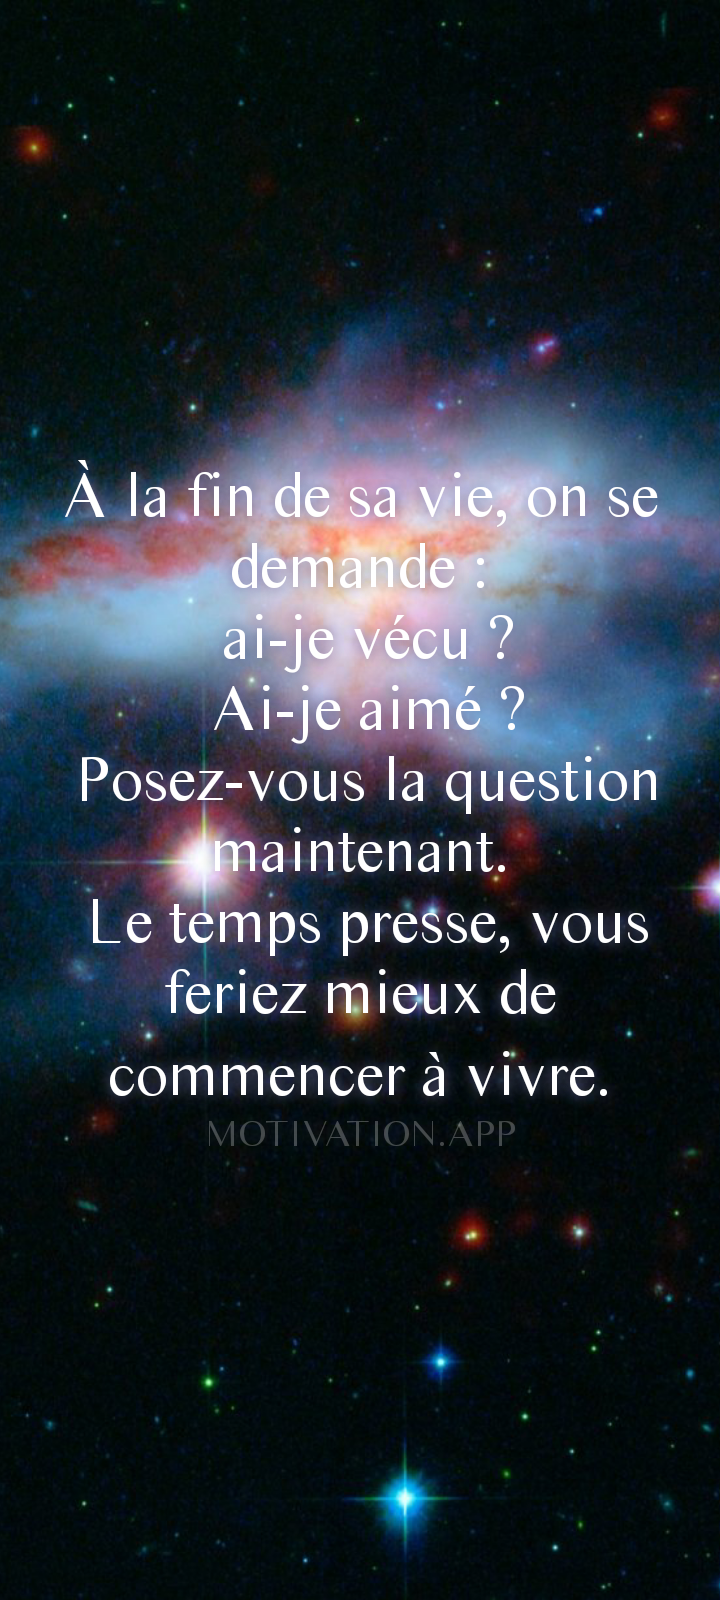 À la fin de sa vie, on se
demande :
ai-je vécu ?
Ai-je aimé ?
Posez-vous la question
maintenant.
Le temps presse, vous
feriez mieux de
commencer à vivre.
MOTIVATION.APP